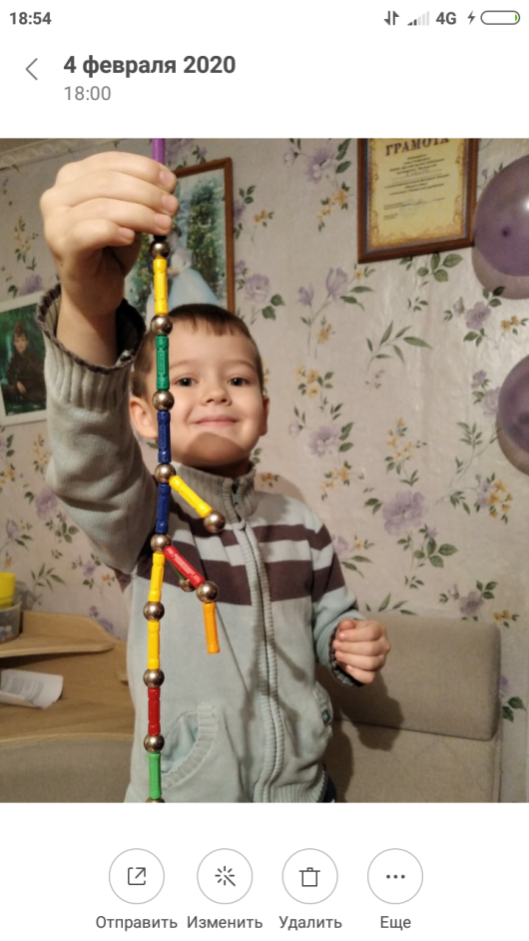 18:54
4G
4 февраля 2020
18:00
ГРАМОТА
Отправить Изменить Удалить Еще